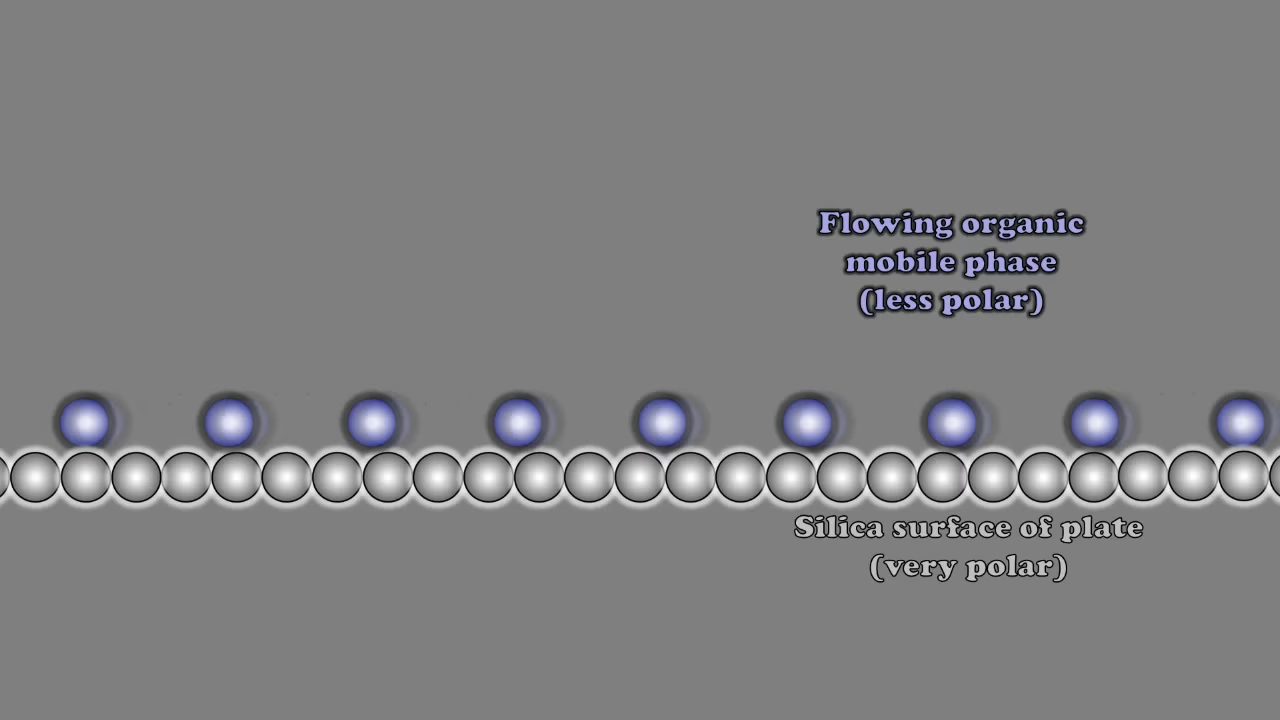 Flowing organic
mobile phase
(less polar)
Silica surface of plate
(very polar)